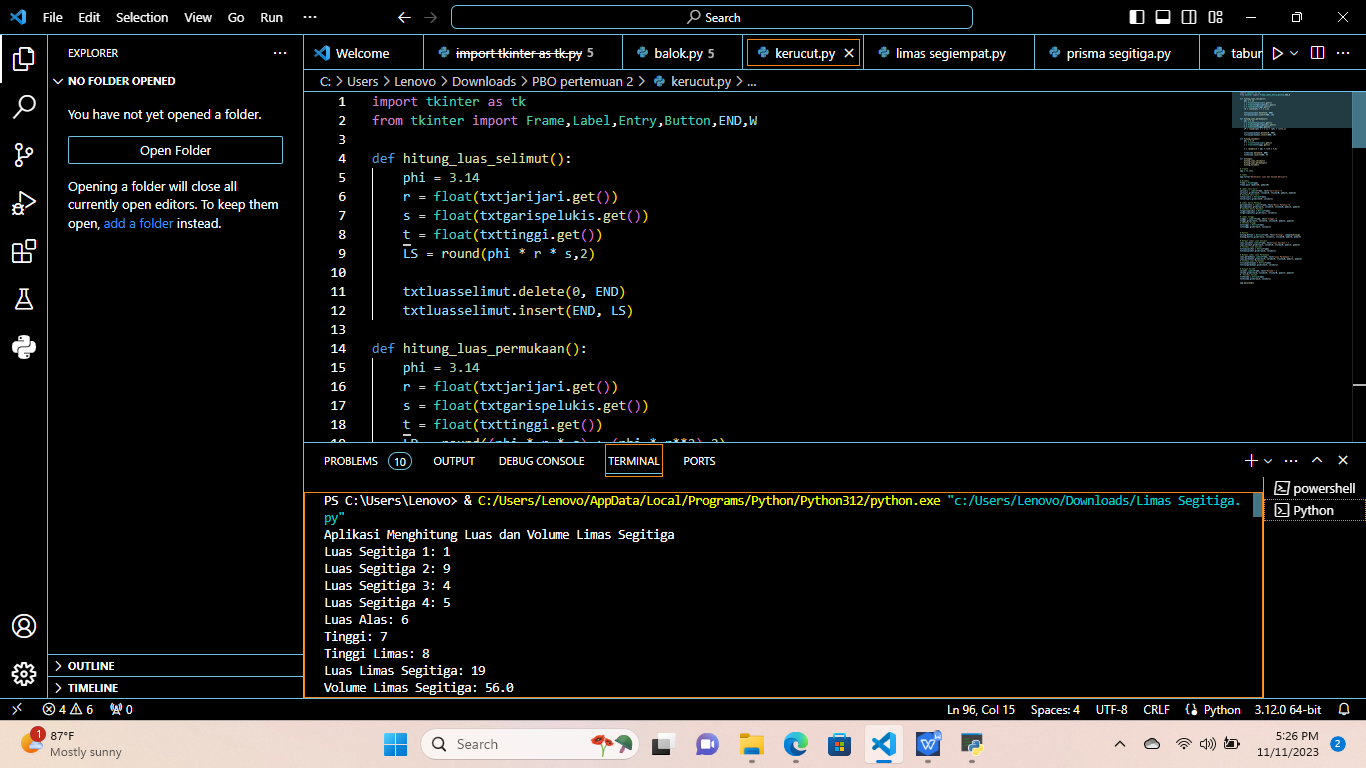 File Edit Selection View Go Run ··· Search
EXPLORER ···
NO FOLDER OPENED
You have not yet opened a folder.
Open Folder
Opening a folder will close all
currently open editors. To keep them
open, add a folder instead.
OUTLINE
TIMELINE
Welcome import tkinter as tk.py 5 balok.py 5 kerucut.py limas segiempat.py prisma segitiga.py tabur
C: > Users > Lenovo > Downloads > PBO pertemuan 2 > kerucut.py > ...
1 import tkinter as tk
2 from tkinter import Frame,Label,Entry,Button,END,W
3
4 def hitung_luas_selimut():
5 phi = 3.14
6 r = float(txtjarijari.get())
7 s = float(txtgarispelukis.get())
8 t = float(txttinggi.get())
9 LS = round(phi * r * s,2)
10
11 txtluasselimut.delete(0, END)
12 txtluasselimut.insert(END, LS)
13
14 def hitung_luas_permukaan():
15 phi = 3.14
16 r = float(txtjarijari.get())
17 s = float(txtgarispelukis.get())
18 t = float(txttinggi.get())
PROBLEMS 10 OUTPUT DEBUG CONSOLE TERMINAL PORTS
PS C:\Users\Lenovo> & C:/Users/Lenovo/AppData/Local/Programs/Python/Python312/python.exe "c:/Users/Lenovo/Downloads/Limas Segitiga.
py"
Aplikasi Menghitung Luas dan Volume Limas Segitiga
Luas Segitiga 1: 1
Luas Segitiga 2: 9
Luas Segitiga 3: 4
Luas Segitiga 4: 5
Luas Alas: 6
Tinggi: 7
Tinggi Limas: 8
Luas Limas Segitiga: 19
Volume Limas Segitiga: 56.0
powershell
Python
4 6 0 Ln 96, Col 15 Spaces: 4 UTF-8 CRLF Python 3.12.0 64-bit
1 87°F
Mostly sunny
Search
5:26 PM
11/11/2023
2